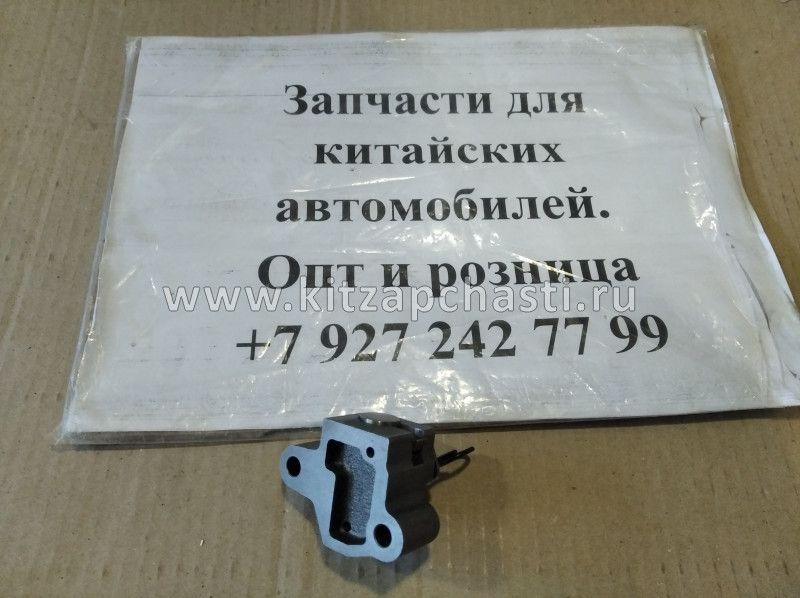 Запчасти для
китайских
автомобилей.
Опт и розница
www.kitzapchasti.ru
+7 927 242 77 99